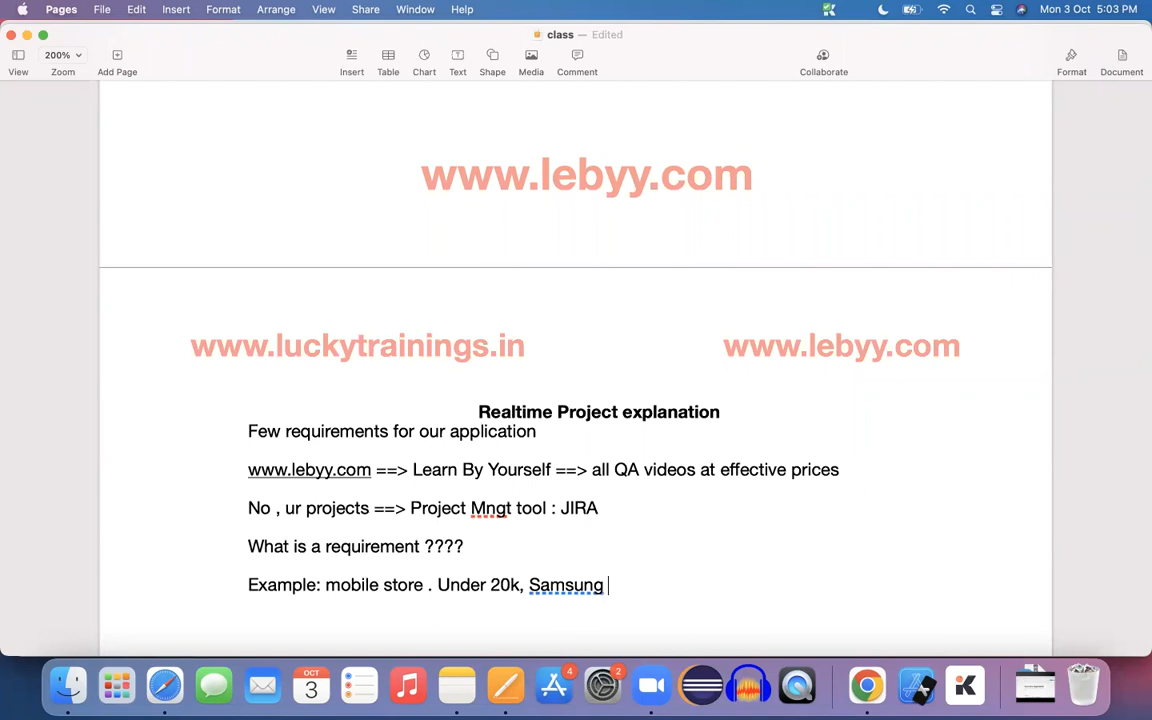 Pages File Edit Insert Format Arrange View Share Window Help Mon 3 Oct 5:03 PM
class — Edited
200%
View Zoom Add Page Insert Table Chart Text Shape Media Comment Collaborate Format Document
www.lebyy.com
www.luckytrainings.in www.lebyy.com
Realtime Project explanation
Few requirements for our application
www.lebyy.com ==> Learn By Yourself ==> all QA videos at effective prices
No , ur projects ==> Project Mngt tool : JIRA
What is a requirement ????
Example: mobile store . Under 20k, Samsung
OCT
3
4
2